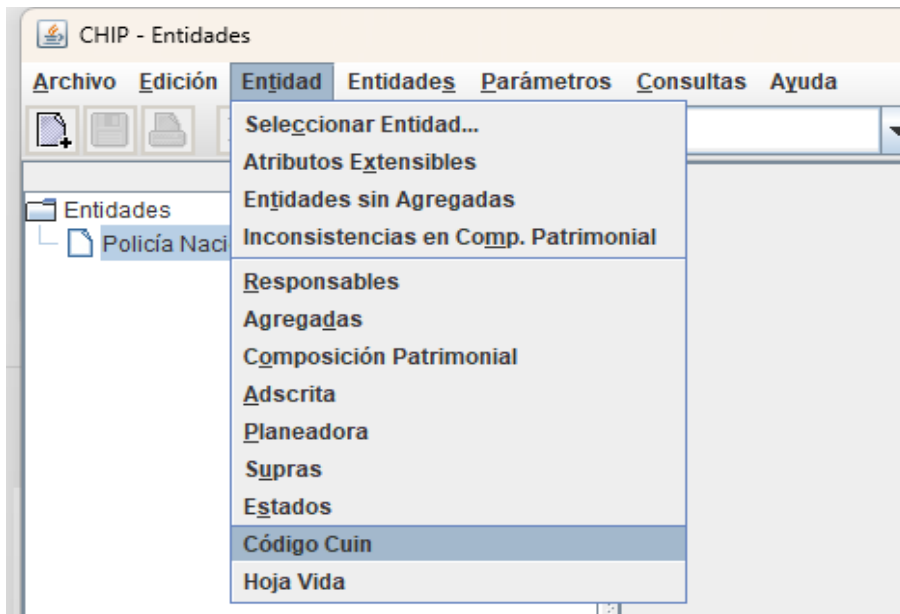 CHIP - Entidades
Archivo Edición Entidad Entidades Parámetros Consultas Ayuda
Seleccionar Entidad...
Atributos Extensibles
Entidades sin Agregadas
Inconsistencias en Comp. Patrimonial
Responsables
Agregadas
Composición Patrimonial
Adscrita
Planeadora
Supras
Estados
Código Cuin
Hoja Vida
Entidades
Policía Naci